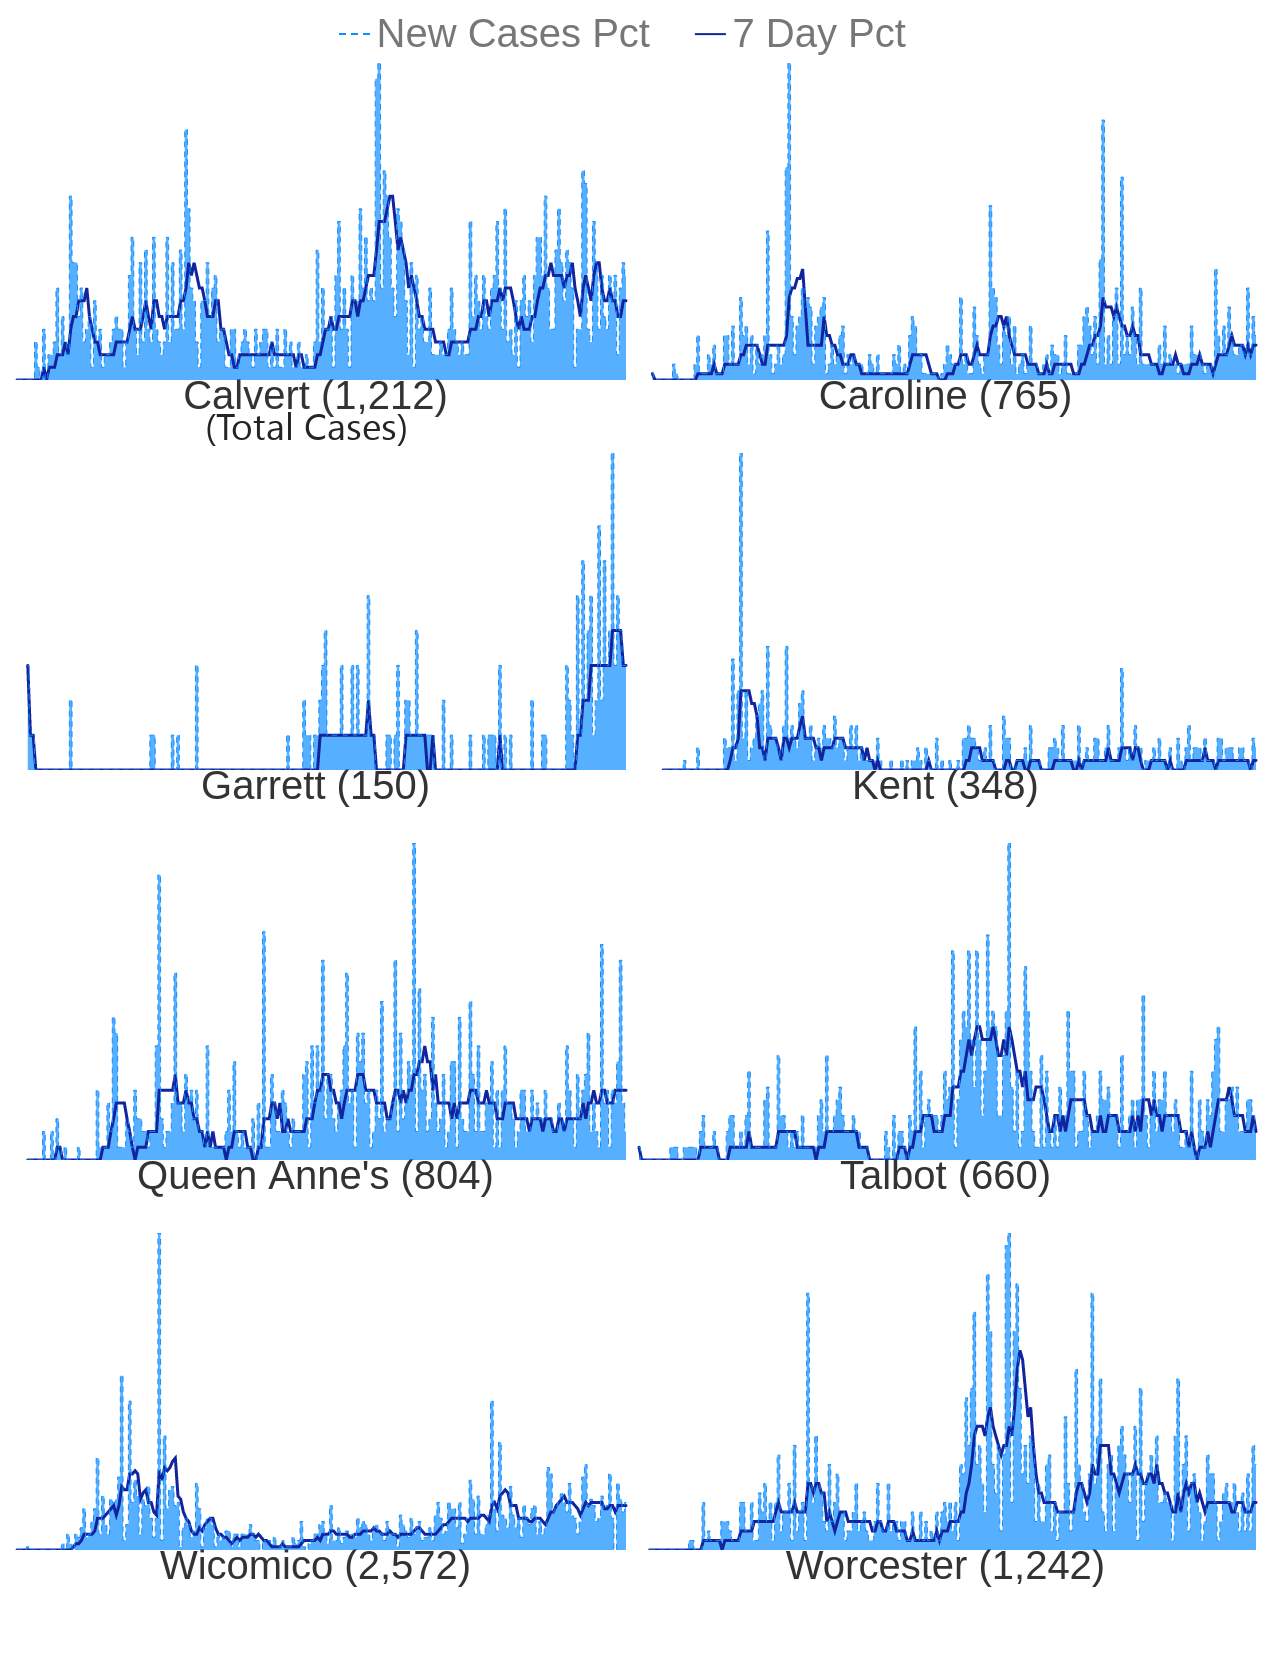 New Cases Pct 7 Day Pct
Calvert (1,212) Caroline (765)
(Total Cases)
Garrett (150) Kent (348)
Queen Anne's (804) Talbot (660)
Wicomico (2,572) Worcester (1,242)